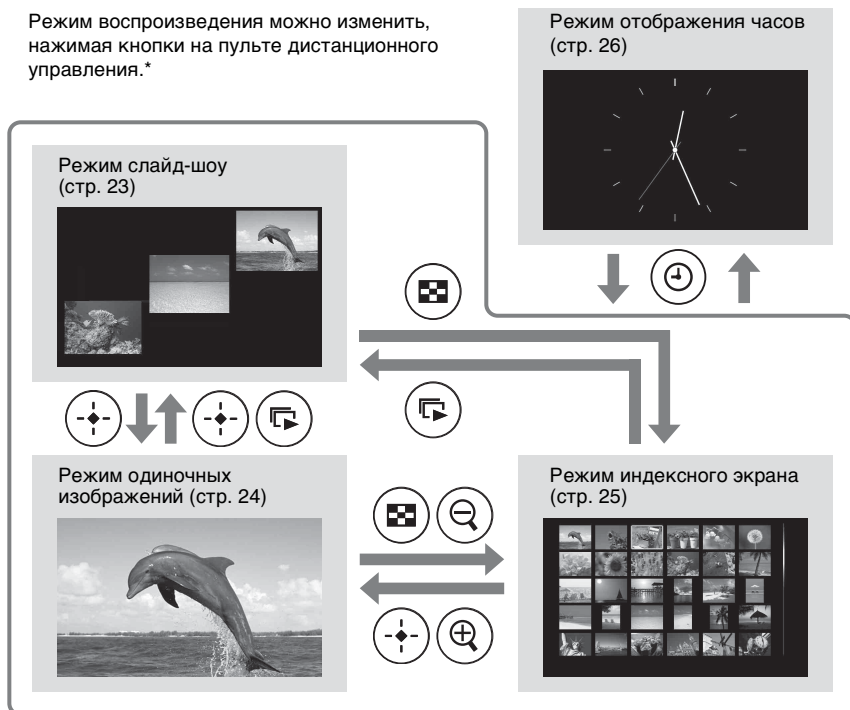 Режим воспроизведения можно изменить,
нажимая кнопки на пульте дистанционного
управления.*
Режим отображения часов
(стр. 26)
Режим слайд-шоу
(стр. 23)
Режим одиночных
изображений (стр. 24)
Режим индексного экрана
(стр. 25)